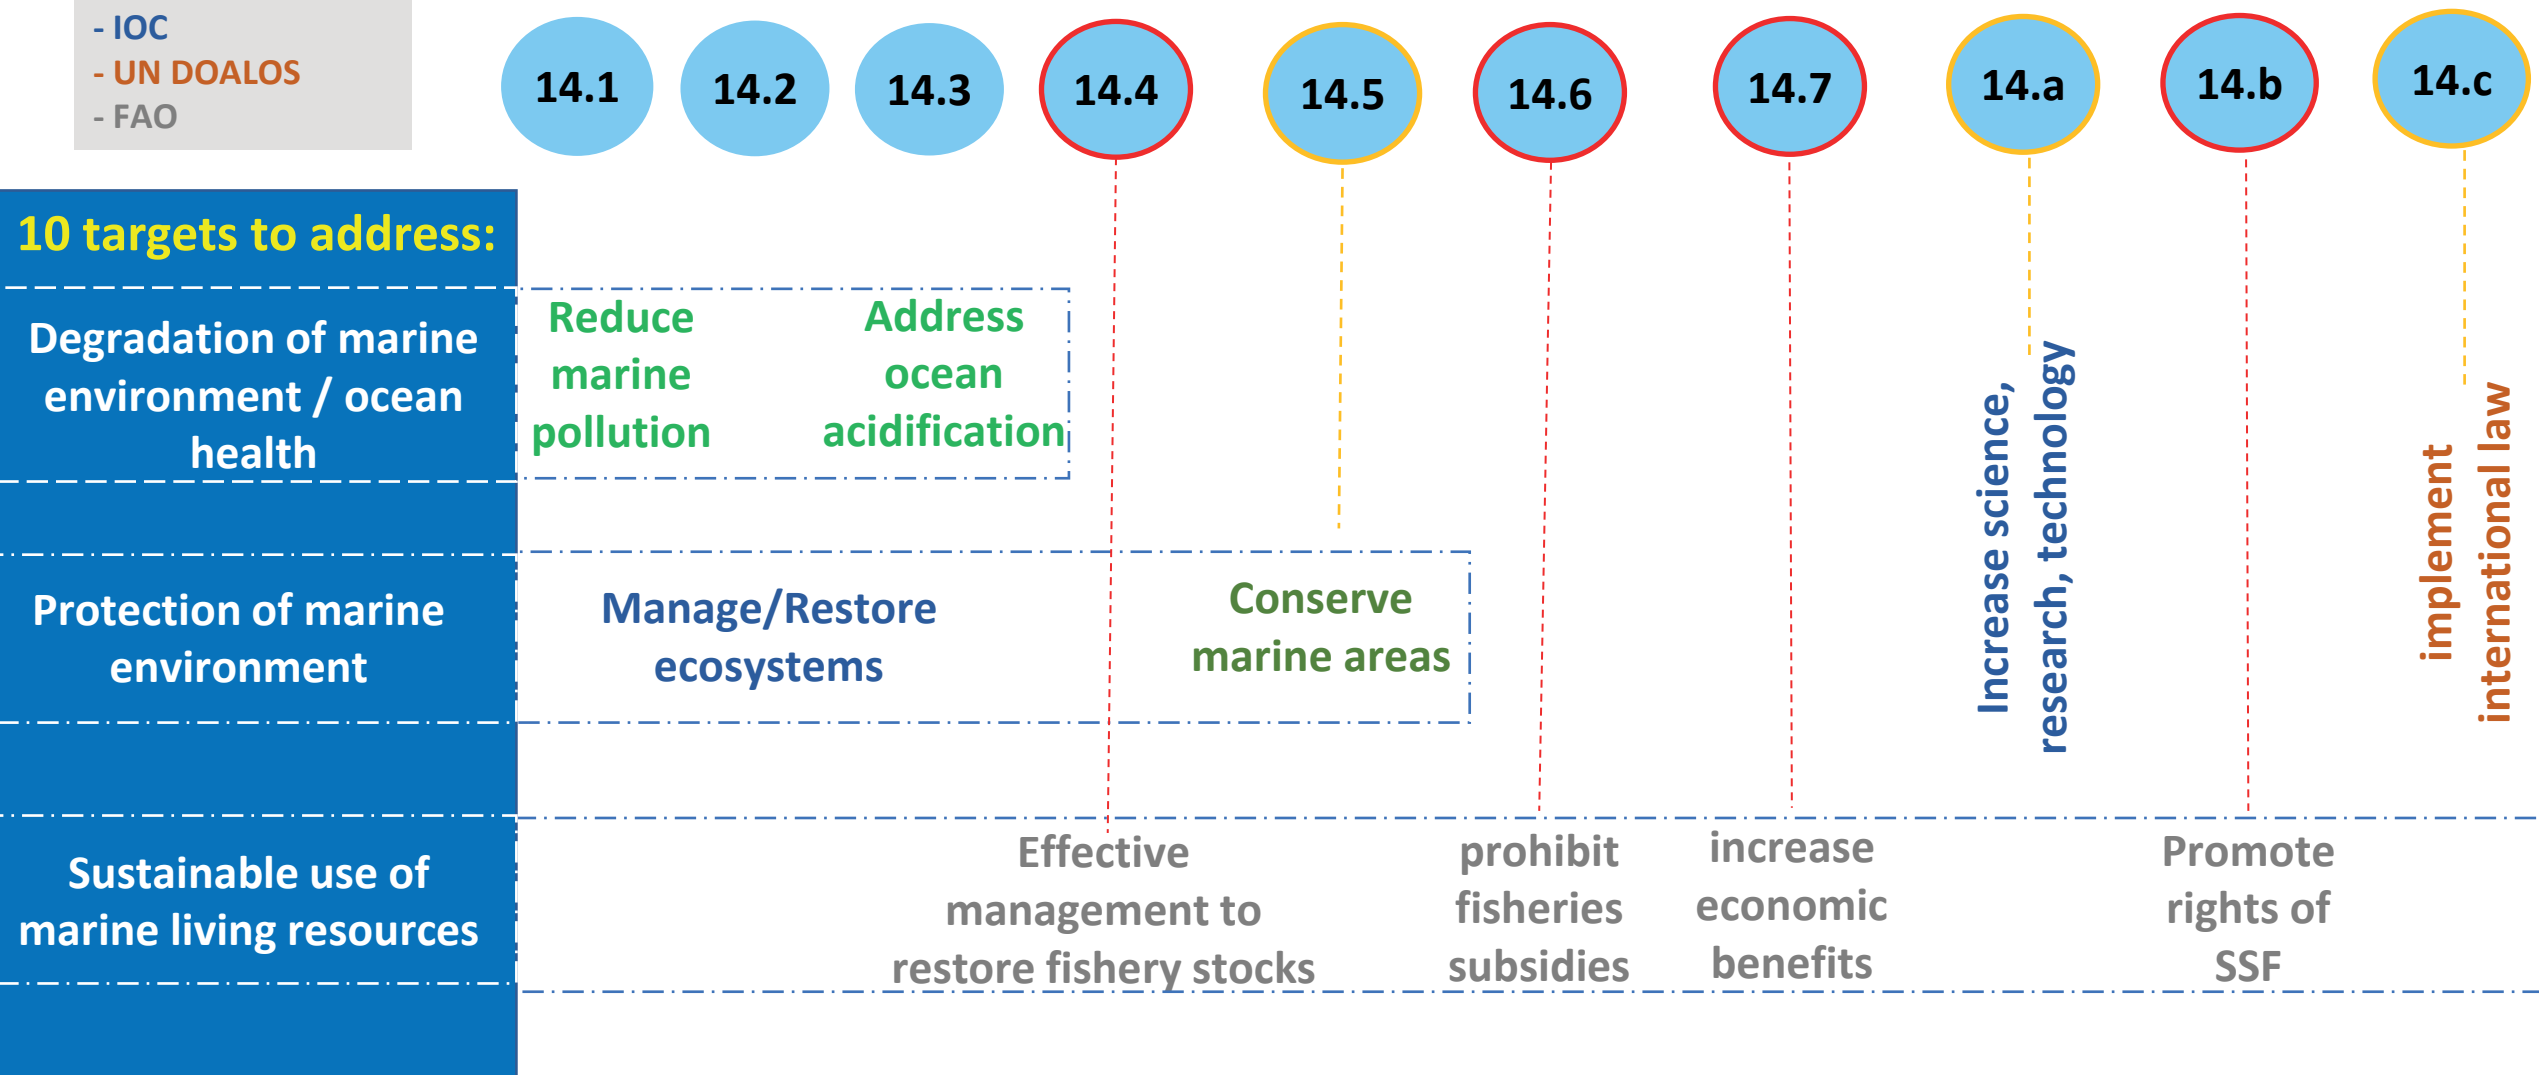 - IOC
- UN DOALOS
- FAO
14.1
14.2
14.3
14.4
14.5
14.6
14.7
14.a
14.b
14.c
10 targets to address:
Degradation of marine
environment / ocean
health
Reduce
marine
pollution
Address
ocean
acidification
Protection of marine
environment
Manage/Restore
ecosystems
Conserve
marine areas
Increase science,
research, technology
implement
international law
Sustainable use of
marine living resources
Effective
management to
restore fishery stocks
prohibit
fisheries
subsidies
increase
economic
benefits
Promote
rights of
SSF